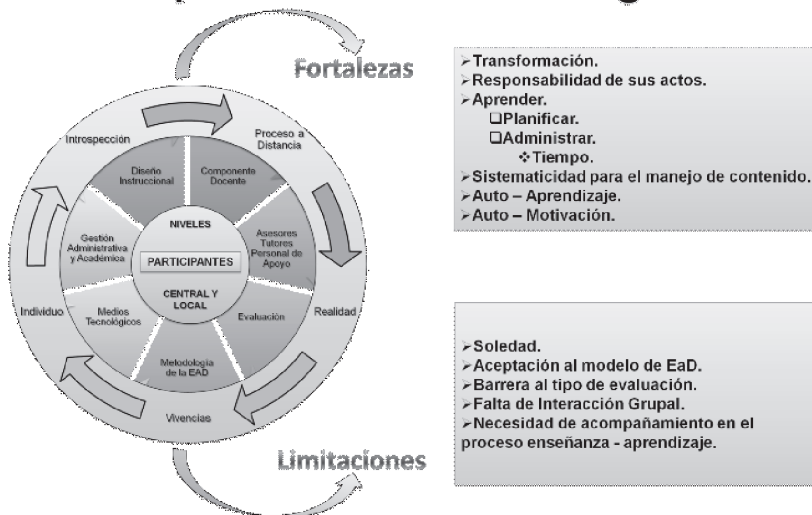 Fortalezas
➢Transformación.
➢Responsabilidad de sus actos.
➢Aprender.
❑Planificar.
❑Administrar.
❖Tiempo.
➢Sistematicidad para el manejo de contenido.
➢Auto – Aprendizaje.
➢Auto – Motivación.
Introspección
Proceso a
Distancia
Diseño
Instruccional
Componente
Docente
Gestión
Administrativa
y Académica
NIVELES
PARTICIPANTES
CENTRAL Y
LOCAL
Asesores
Tutores
Personal de
Apoyo
Individuo
Medios
Tecnológicos
Evaluación
Realidad
Metodología
de la EAD
Vivencias
Limitaciones
➢Soledad.
➢Aceptación al modelo de EaD.
➢Barrera al tipo de evaluación.
➢Falta de Interacción Grupal.
➢Necesidad de acompañamiento en el
proceso enseñanza - aprendizaje.